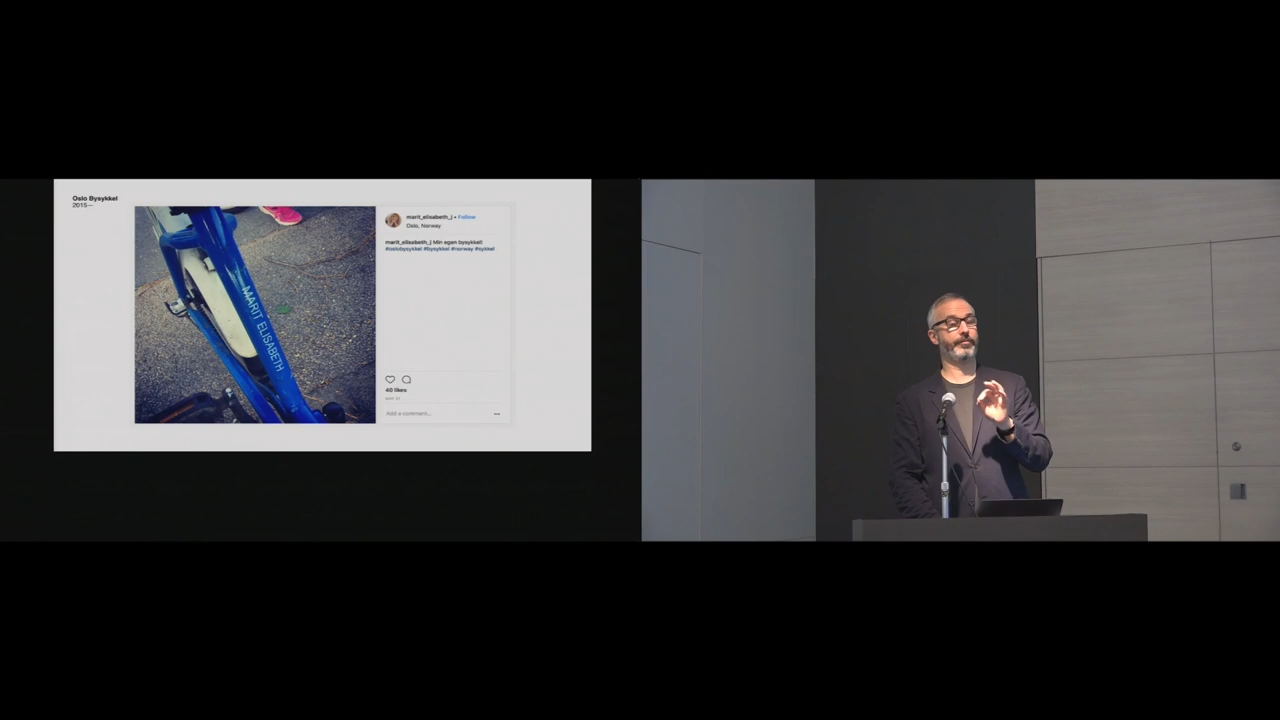 Oslo Bysykkel
2015—
MARIT ELISABETH
marit_elisabeth_j • Follow
Oslo, Norway
marit_elisabeth_j Min egen bysykkel!
#oslobysykkel #bysykkel #norway #sykkel
40 likes
Add a comment...